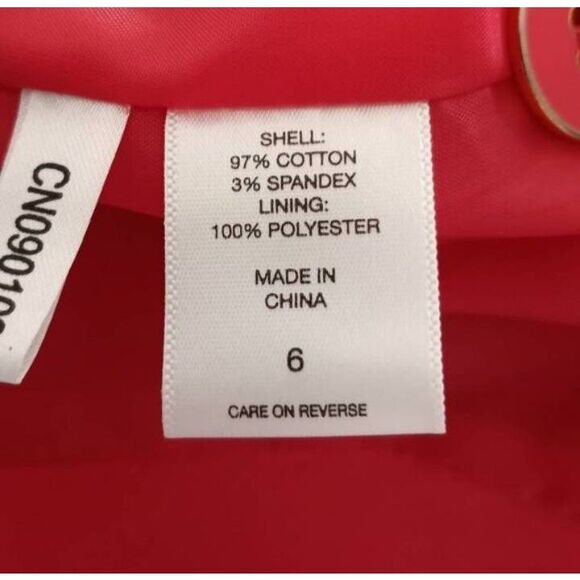 SHELL:
97% COTTON
3% SPANDEX
LINING:
100% POLYESTER
MADE IN
CHINA
6
CARE ON REVERSE